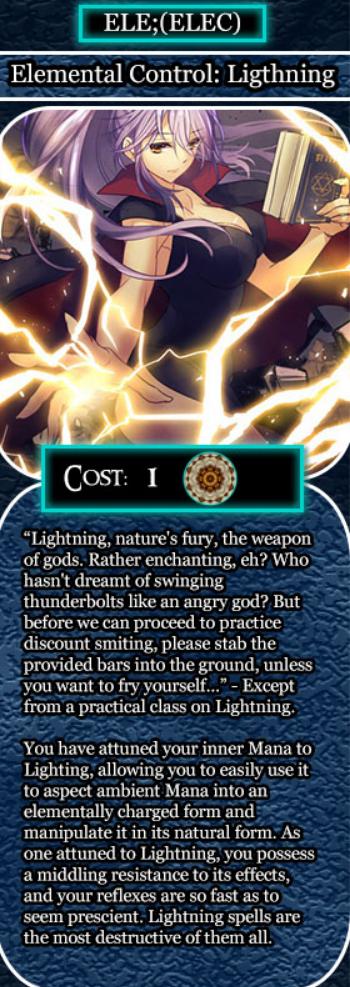 ELE;(ELEC)
Elemental Control: Ligthning
Cost: 1
“Lightning, nature's fury, the weapon
of gods. Rather enchanting, eh? Who
hasn't dreamt of swinging
thunderbolts like an angry god? But
before we can proceed to practice
discount smiting, please stab the
provided bars into the ground, unless
you want to fry yourself...” - Except
from a practical class on Lightning.
You have attuned your inner Mana to
Lighting, allowing you to easily use it
to aspect ambient Mana into an
elementally charged form and
manipulate it in its natural form. As
one attuned to Lightning, you possess
a middling resistance to its effects,
and your reflexes are so fast as to
seem prescient. Lightning spells are
the most destructive of them all.